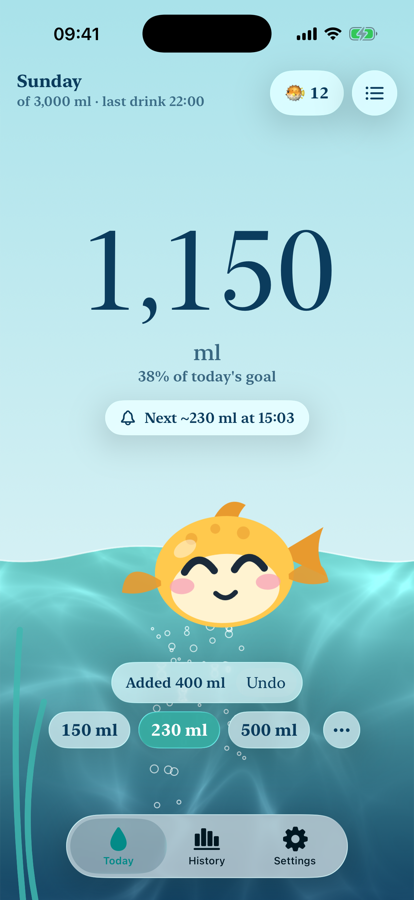 09:41
Sunday
of 3,000 ml · last drink 22:00
12
1,150
ml
38% of today's goal
Next ~230 ml at 15:03
Added 400 ml Undo
150 ml 230 ml 500 ml
Today History Settings